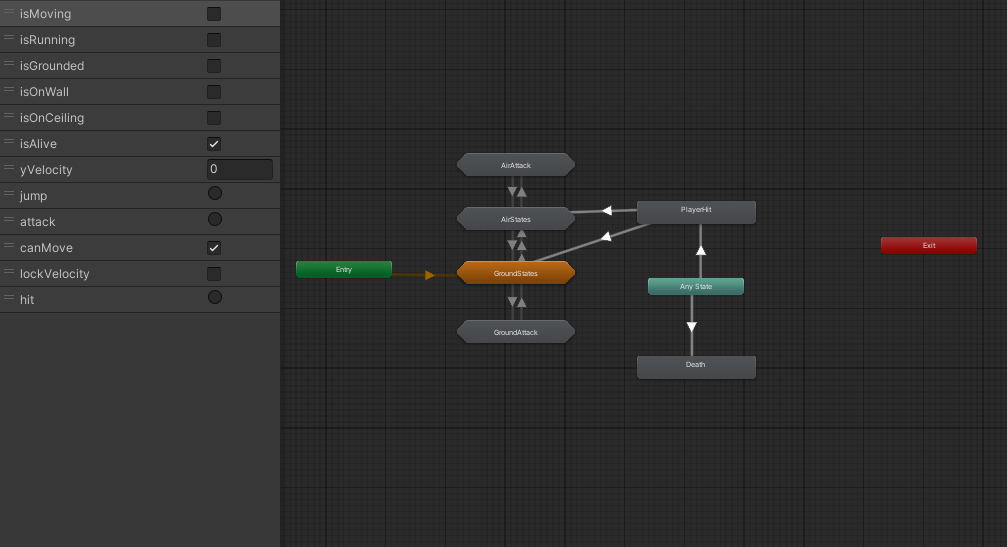 isMoving
isRunning
isGrounded
isOnWall
isOnCeiling
isAlive
yVelocity 0
jump
attack
canMove
lockVelocity
hit
AirAttack
AirStates
PlayerHit
Exit
Entry
GroundStates
Any State
GroundAttack
Death